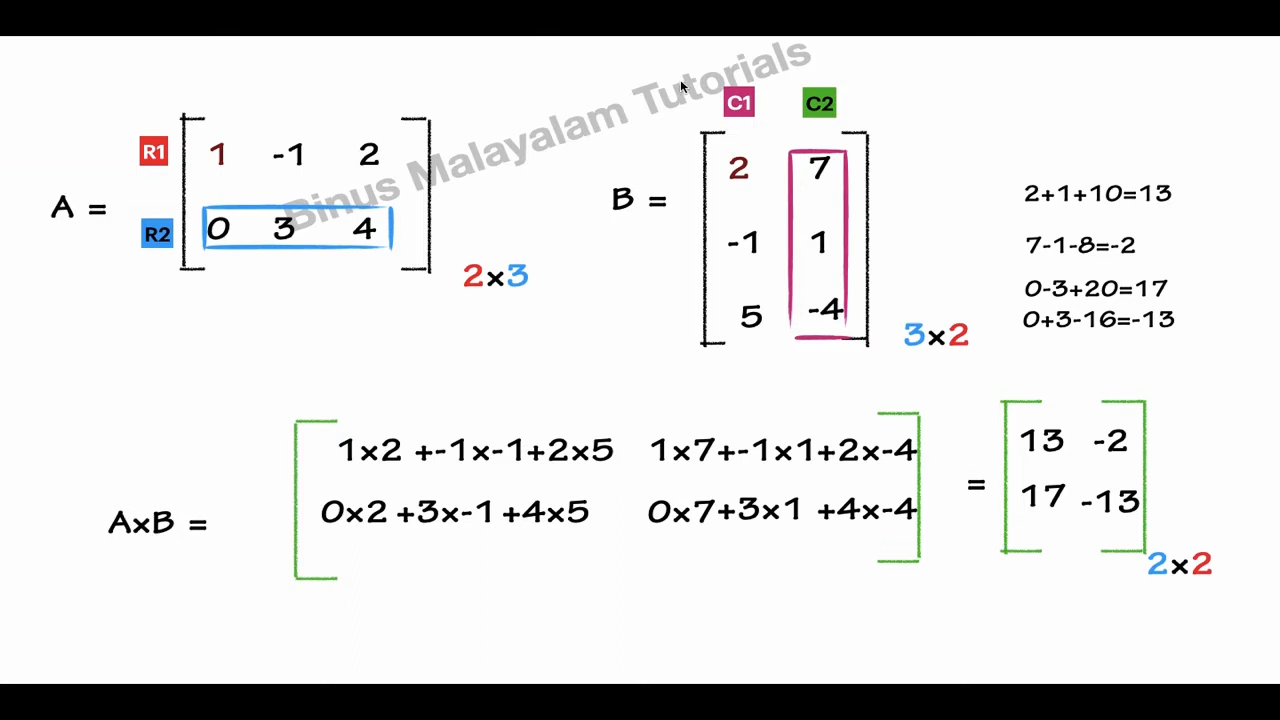 Binus Malayalam Tutorials
C1 C2
R1 1 -1 2
A =
R2 0 3 4
2×3
2 7
B =
-1 1
5 -4
3×2
2+1+10=13
7-1-8=-2
0-3+20=17
0+3-16=-13
1×2 +-1×-1+2×5 1×7+-1×1+2×-4
0×2 +3×-1 +4×5 0×7+3×1 +4×-4
A×B =
= 13 -2
17 -13
2×2